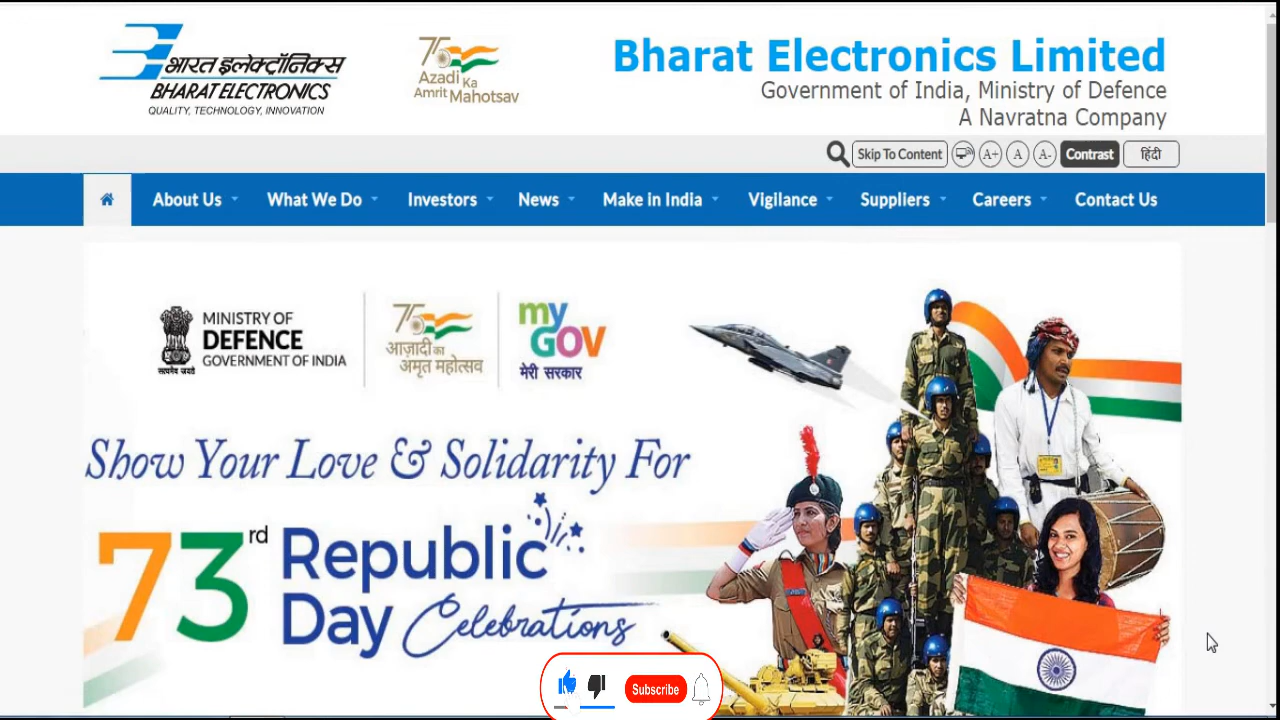 भारत इलेक्ट्रॉनिक्स
BHARAT ELECTRONICS
QUALITY, TECHNOLOGY, INNOVATION
75
Azadi Ka
Amrit Mahotsav
Bharat Electronics Limited
Government of India, Ministry of Defence
A Navratna Company
Skip To Content A+ A A- Contrast हिंदी
About Us What We Do Investors News Make in India Vigilance Suppliers Careers Contact Us
सत्यमेव जयते
MINISTRY OF
DEFENCE
GOVERNMENT OF INDIA
75
आज़ादी का
अमृत महोत्सव
my
GOV
मेरी सरकार
Show Your Love & Solidarity For
73rd Republic
Day Celebrations
Subscribe